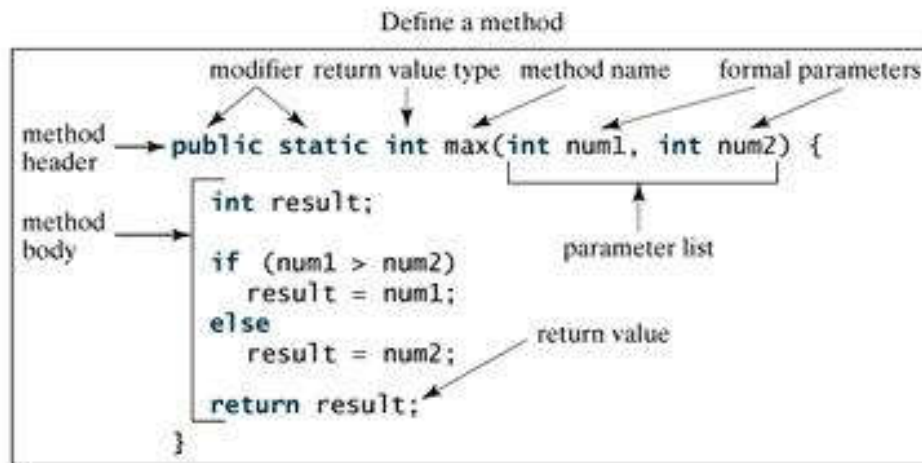 Define a method
modifier return value type method name formal parameters
method header
public static int max(int num1, int num2) {
method body
int result;
parameter list
if (num1 > num2)
result = num1;
else
return value
result = num2;
return result;
}